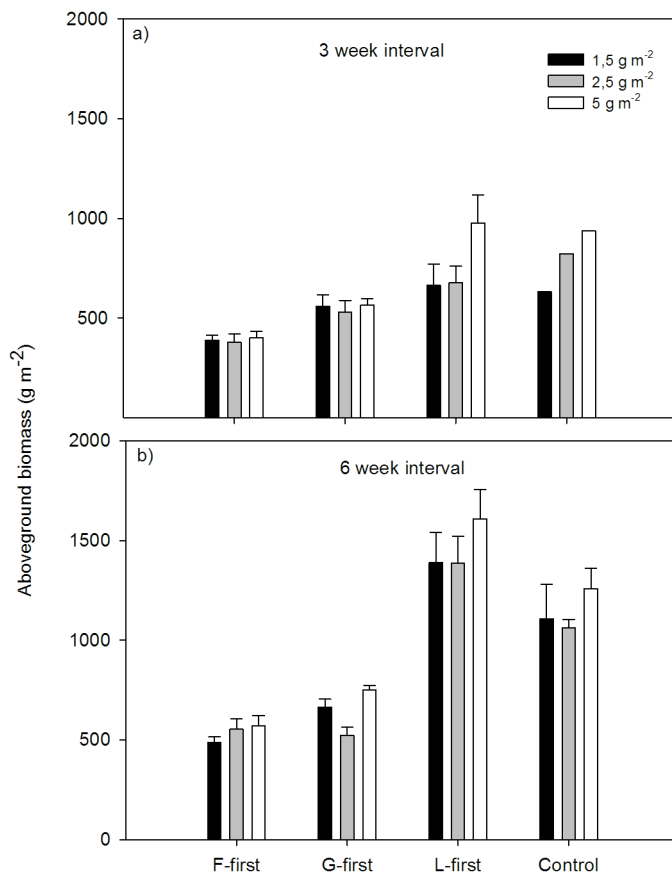 2000
a)
3 week interval
1,5 g m⁻²
2,5 g m⁻²
5 g m⁻²
1500
1000
500
Aboveground biomass (g m⁻²)
2000
b)
6 week interval
1500
1000
500
0
F-first G-first L-first Control